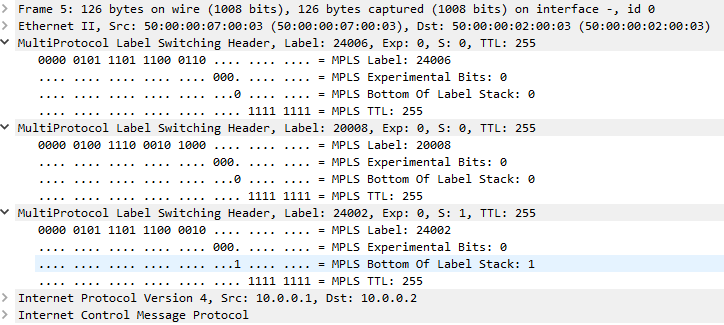 Frame 5: 126 bytes on wire (1008 bits), 126 bytes captured (1008 bits) on interface -, id 0
Ethernet II, Src: 50:00:00:07:00:03 (50:00:00:07:00:03), Dst: 50:00:00:02:00:03 (50:00:00:02:00:03)
MultiProtocol Label Switching Header, Label: 24006, Exp: 0, S: 0, TTL: 255
0000 0101 1101 1100 0110 .... .... .... = MPLS Label: 24006
.... .... .... .... .... 000. .... .... = MPLS Experimental Bits: 0
.... .... .... .... .... ...0 .... .... = MPLS Bottom Of Label Stack: 0
.... .... .... .... .... .... 1111 1111 = MPLS TTL: 255
MultiProtocol Label Switching Header, Label: 20008, Exp: 0, S: 0, TTL: 255
0000 0100 1110 0010 1000 .... .... .... = MPLS Label: 20008
.... .... .... .... .... 000. .... .... = MPLS Experimental Bits: 0
.... .... .... .... .... ...0 .... .... = MPLS Bottom Of Label Stack: 0
.... .... .... .... .... .... 1111 1111 = MPLS TTL: 255
MultiProtocol Label Switching Header, Label: 24002, Exp: 0, S: 1, TTL: 255
0000 0101 1101 1100 0010 .... .... .... = MPLS Label: 24002
.... .... .... .... .... 000. .... .... = MPLS Experimental Bits: 0
.... .... .... .... .... ...1 .... .... = MPLS Bottom Of Label Stack: 1
.... .... .... .... .... .... 1111 1111 = MPLS TTL: 255
Internet Protocol Version 4, Src: 10.0.0.1, Dst: 10.0.0.2
Internet Control Message Protocol